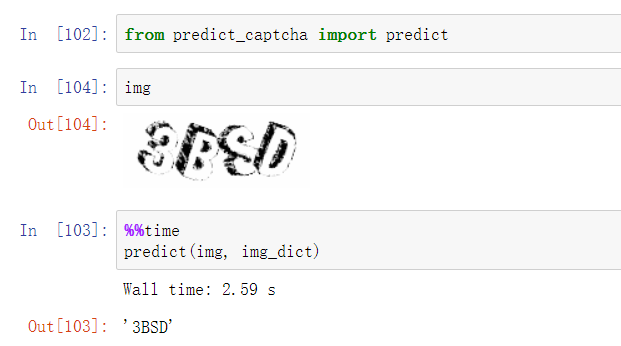 In [102]: from predict_captcha import predict
In [104]: img
Out[104]:
3BSD
In [103]: %%time
predict(img, img_dict)
Wall time: 2.59 s
Out[103]: '3BSD'